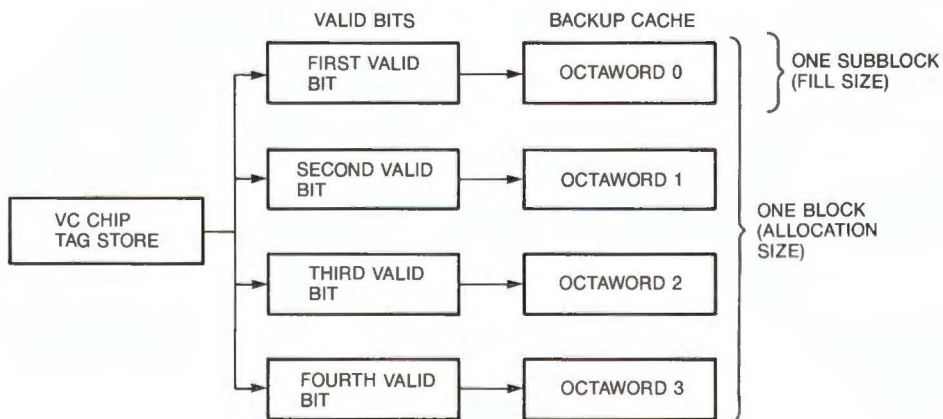 VALID BITS
BACKUP CACHE
FIRST VALID
BIT
OCTAWORD 0
ONE SUBBLOCK
(FILL SIZE)
SECOND VALID
BIT
OCTAWORD 1
VC CHIP
TAG STORE
ONE BLOCK
(ALLOCATION
SIZE)
THIRD VALID
BIT
OCTAWORD 2
FOURTH VALID
BIT
OCTAWORD 3